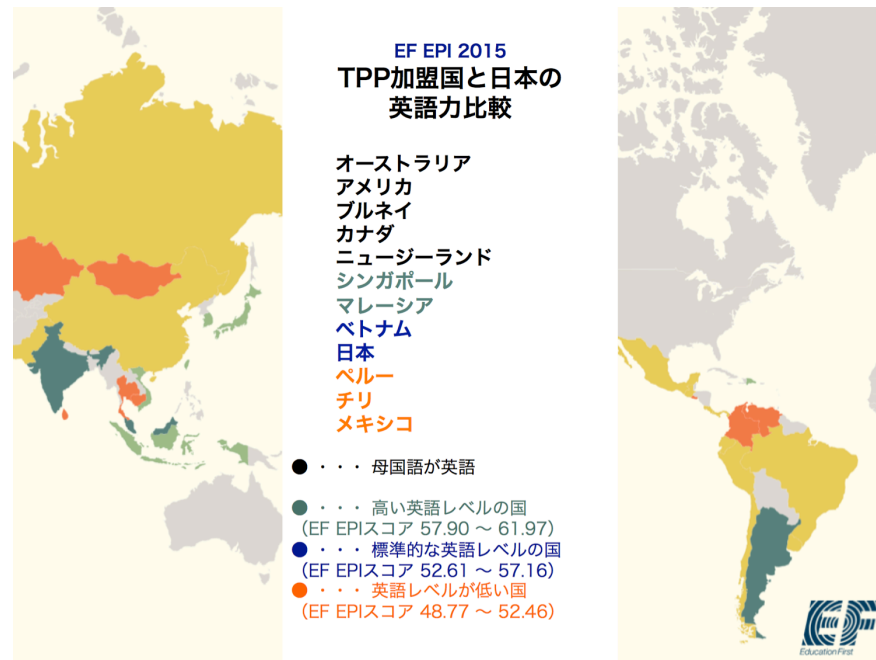 EF EPI 2015
TPP加盟国と日本の
英語力比較
オーストラリア
アメリカ
ブルネイ
カナダ
ニュージーランド
シンガポール
マレーシア
ベトナム
日本
ペルー
チリ
メキシコ
● ・・・ 母国語が英語
● ・・・ 高い英語レベルの国
（EF EPIスコア 57.90 〜 61.97）
● ・・・ 標準的な英語レベルの国
（EF EPIスコア 52.61 〜 57.16）
● ・・・ 英語レベルが低い国
（EF EPIスコア 48.77 〜 52.46）
EF
Education First